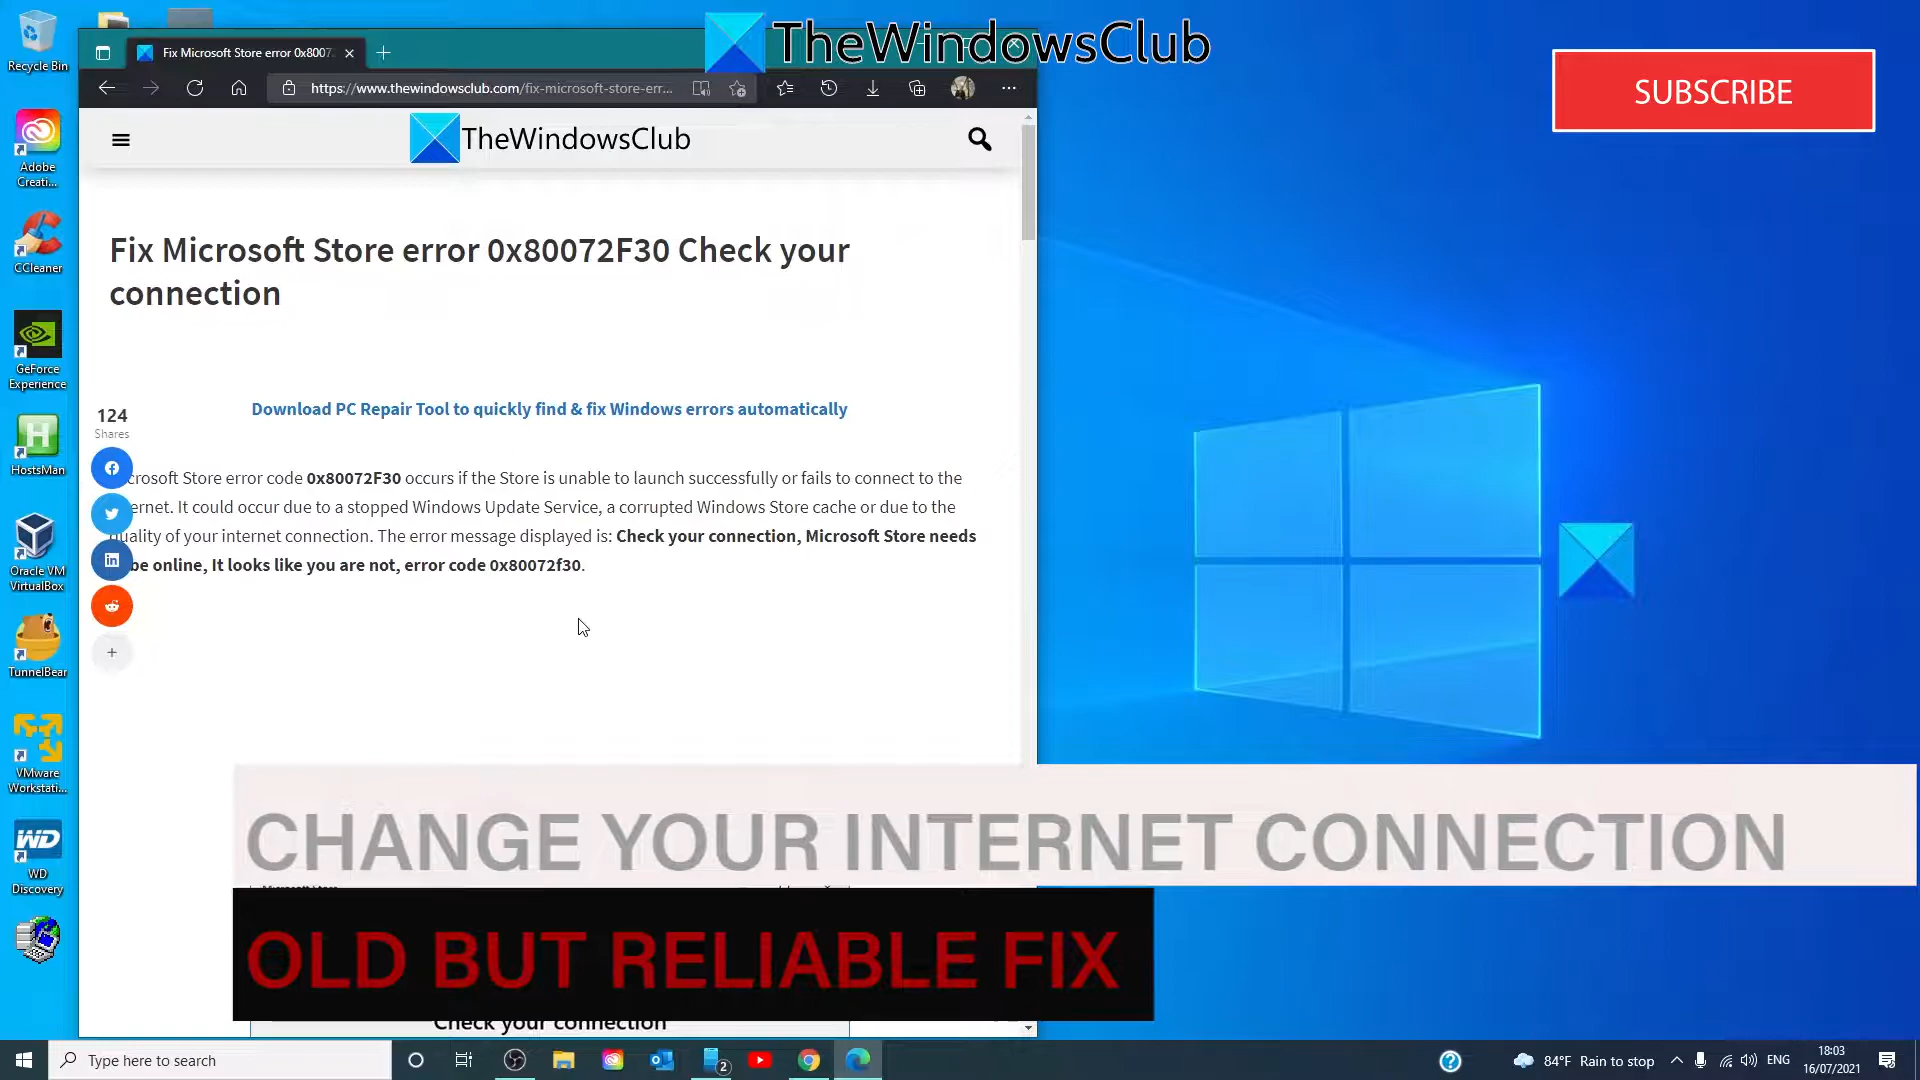 TheWindowsClub
SUBSCRIBE
Recycle Bin
Adobe
Creati...
CCleaner
GeForce
Experience
HostsMan
Oracle VM
VirtualBox
TunnelBear
VMware
Workstati...
WD
WD
Discovery
Fix Microsoft Store error 0x8007
https://www.thewindowsclub.com/fix-microsoft-store-err...
TheWindowsClub
Fix Microsoft Store error 0x80072F30 Check your
connection
Download PC Repair Tool to quickly find & fix Windows errors automatically
124
Shares
crosoft Store error code 0x80072F30 occurs if the Store is unable to launch successfully or fails to connect to the
ernet. It could occur due to a stopped Windows Update Service, a corrupted Windows Store cache or due to the
quality of your internet connection. The error message displayed is: Check your connection, Microsoft Store needs
be online, It looks like you are not, error code 0x80072f30.
CHANGE YOUR INTERNET CONNECTION
OLD BUT RELIABLE FIX
Check your connection
Type here to search
2
84°F Rain to stop
ENG
18:03
16/07/2021